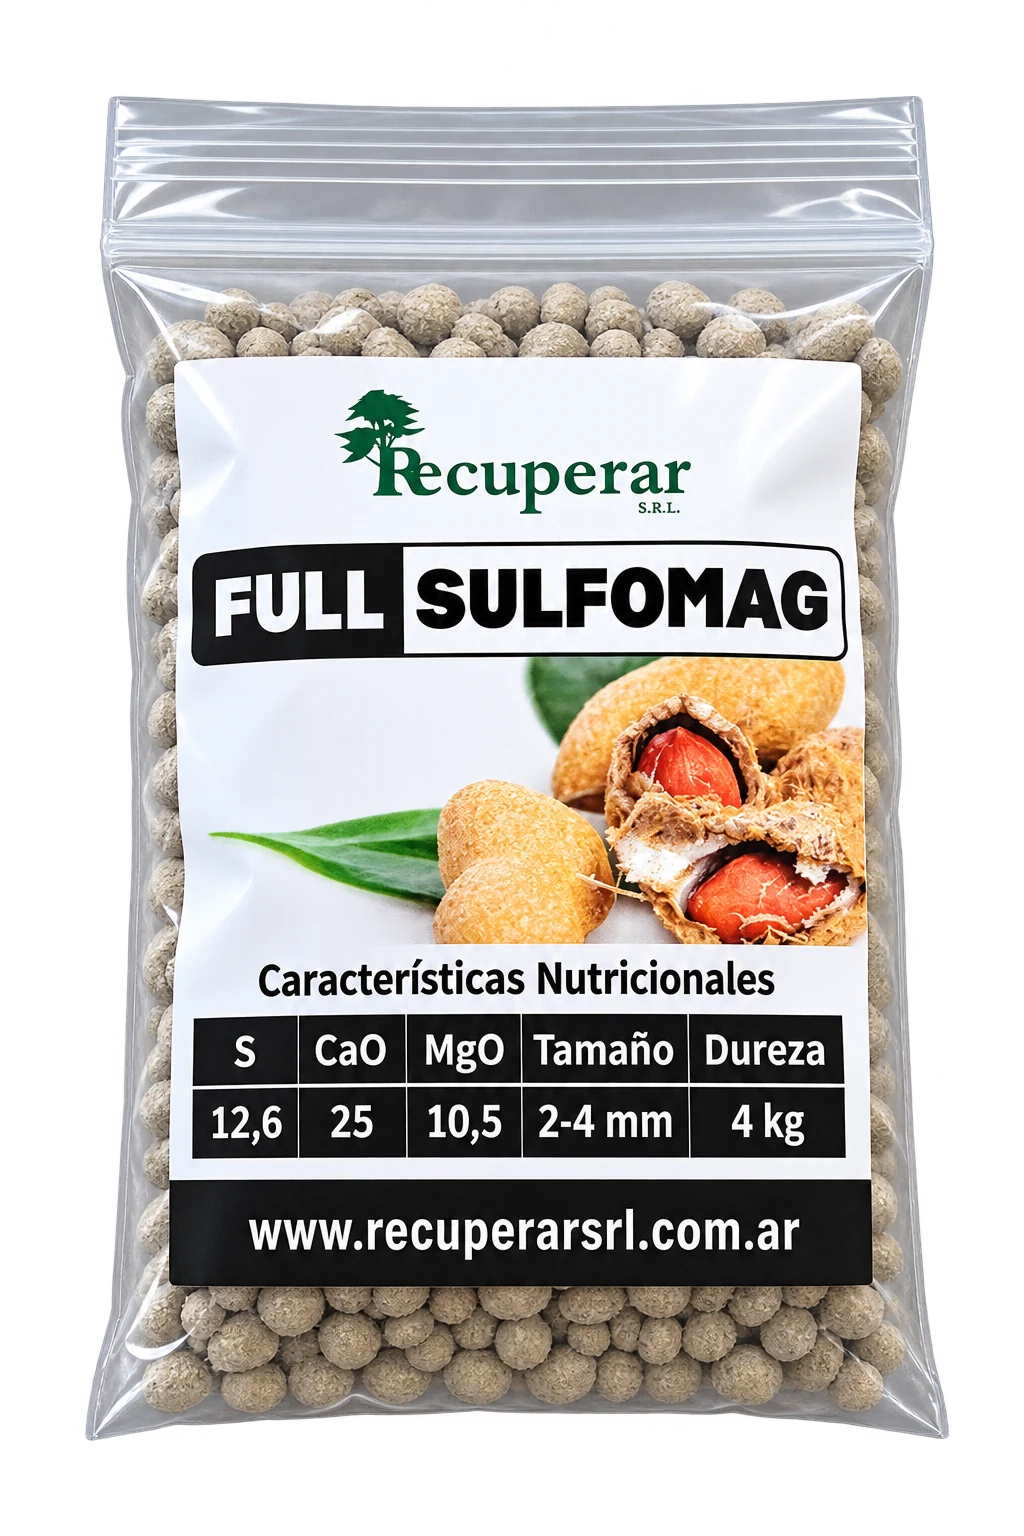 Recuperar
S.R.L.
FULL SULFOMAG
Características Nutricionales
S CaO MgO Tamaño Dureza
12,6 25 10,5 2-4 mm 4 kg
www.recuperarsrl.com.ar